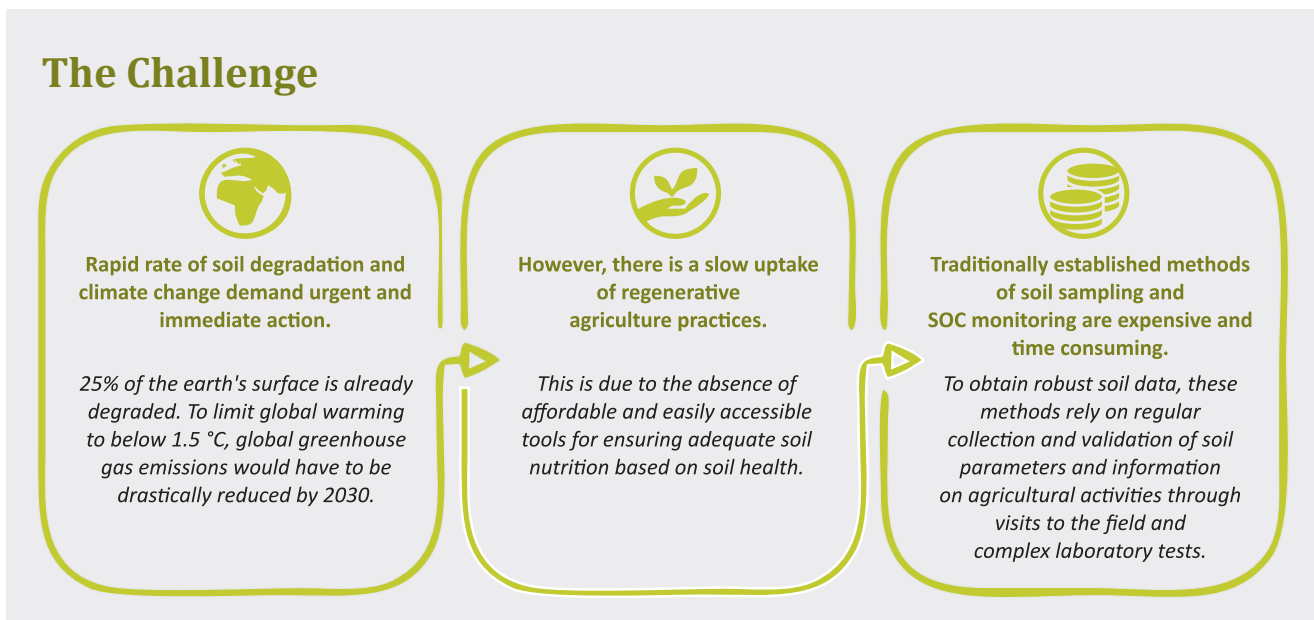 The Challenge
Rapid rate of soil degradation and
climate change demand urgent and
immediate action.
25% of the earth's surface is already
degraded. To limit global warming
to below 1.5 °C, global greenhouse
gas emissions would have to be
drastically reduced by 2030.
However, there is a slow uptake
of regenerative
agriculture practices.
This is due to the absence of
affordable and easily accessible
tools for ensuring adequate soil
nutrition based on soil health.
Traditionally established methods
of soil sampling and
SOC monitoring are expensive and
time consuming.
To obtain robust soil data, these
methods rely on regular
collection and validation of soil
parameters and information
on agricultural activities through
visits to the field and
complex laboratory tests.